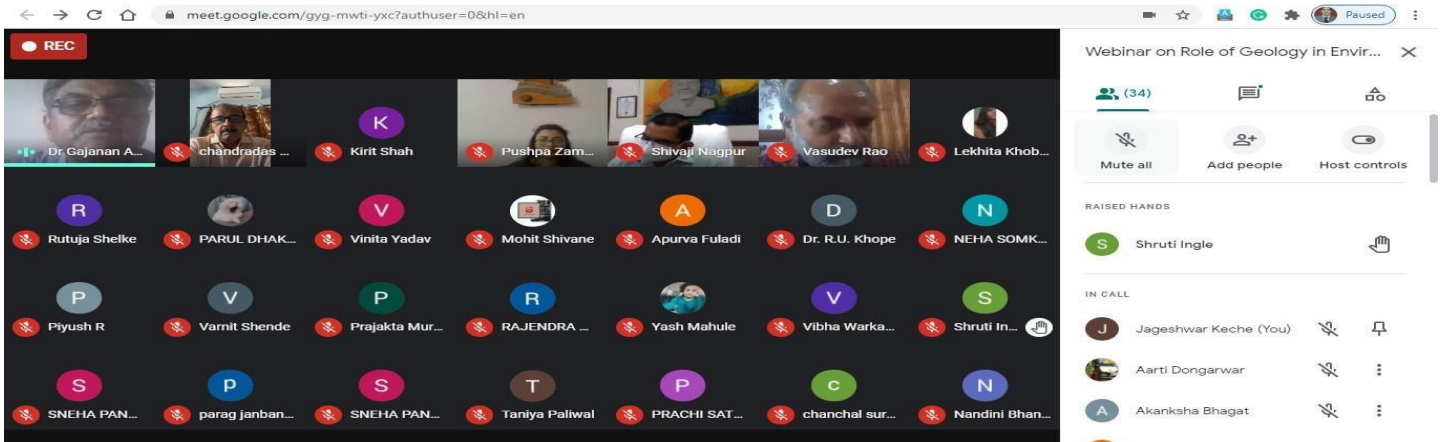 meet.google.com/gyg-mwti-yxc?authuser=0&hl=en
Paused
REC
Dr Gajanan A...
chandradas ...
K
Kirit Shah
Pushpa Zam...
Shivaji Nagpur
Vasudev Rao
Lekhita Khob...
R
Rutuja Shelke
PARUL DHAK...
V
Vinita Yadav
Mohit Shivane
A
Apurva Fuladi
D
Dr. R.U. Khope
N
NEHA SOMK...
P
Piyush R
V
Varnit Shende
P
Prajakta Mur...
R
RAJENDRA ...
Yash Mahule
V
Vibha Warka...
S
Shruti In...
S
SNEHA PAN...
p
parag janban...
S
SNEHA PAN...
T
Taniya Paliwal
P
PRACHI SAT...
c
chanchal sur...
N
Nandini Bhan...
Webinar on Role of Geology in Envir...
(34)
Mute all
Add people
Host controls
RAISED HANDS
S
Shruti Ingle
IN CALL
J
Jageshwar Keche (You)
Aarti Dongarwar
A
Akanksha Bhagat